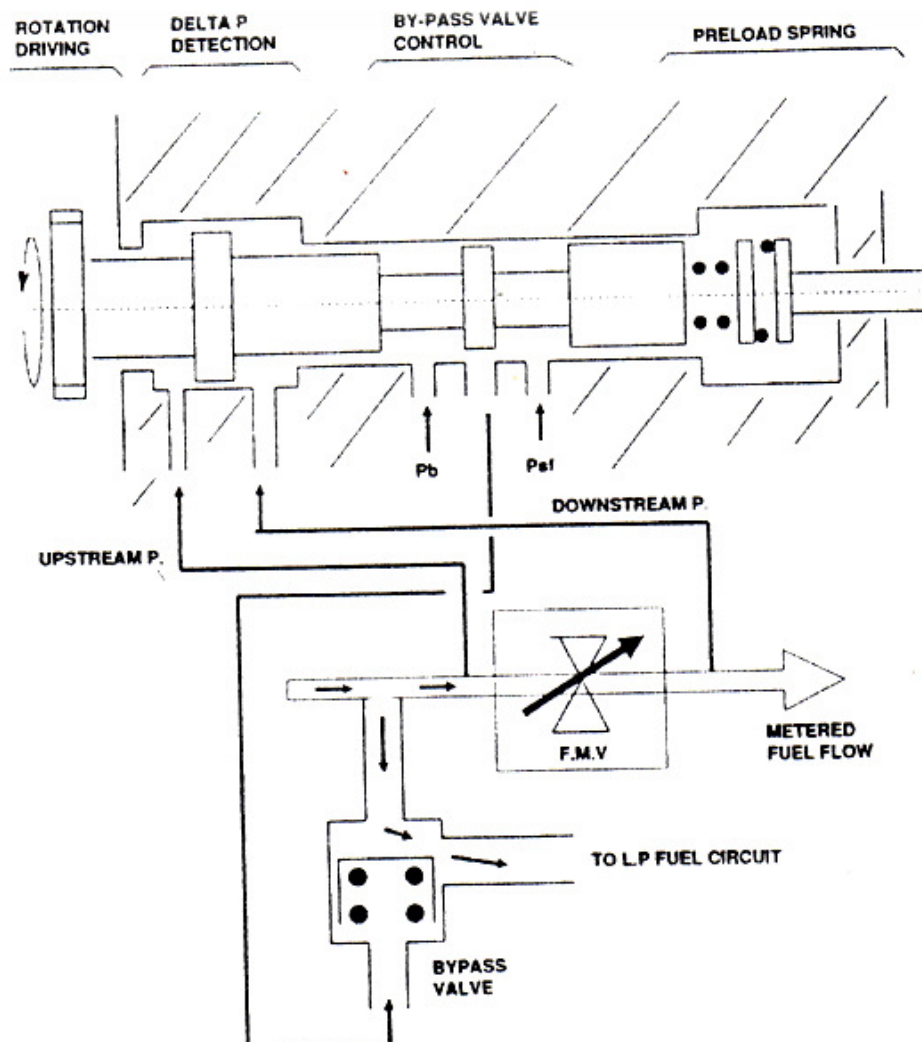 ROTATION
DRIVING
DELTA P
DETECTION
BY-PASS VALVE
CONTROL
PRELOAD SPRING
Pb
Psf
DOWNSTREAM P.
UPSTREAM P.
F.M.V
METERED
FUEL FLOW
TO L.P FUEL CIRCUIT
BYPASS
VALVE